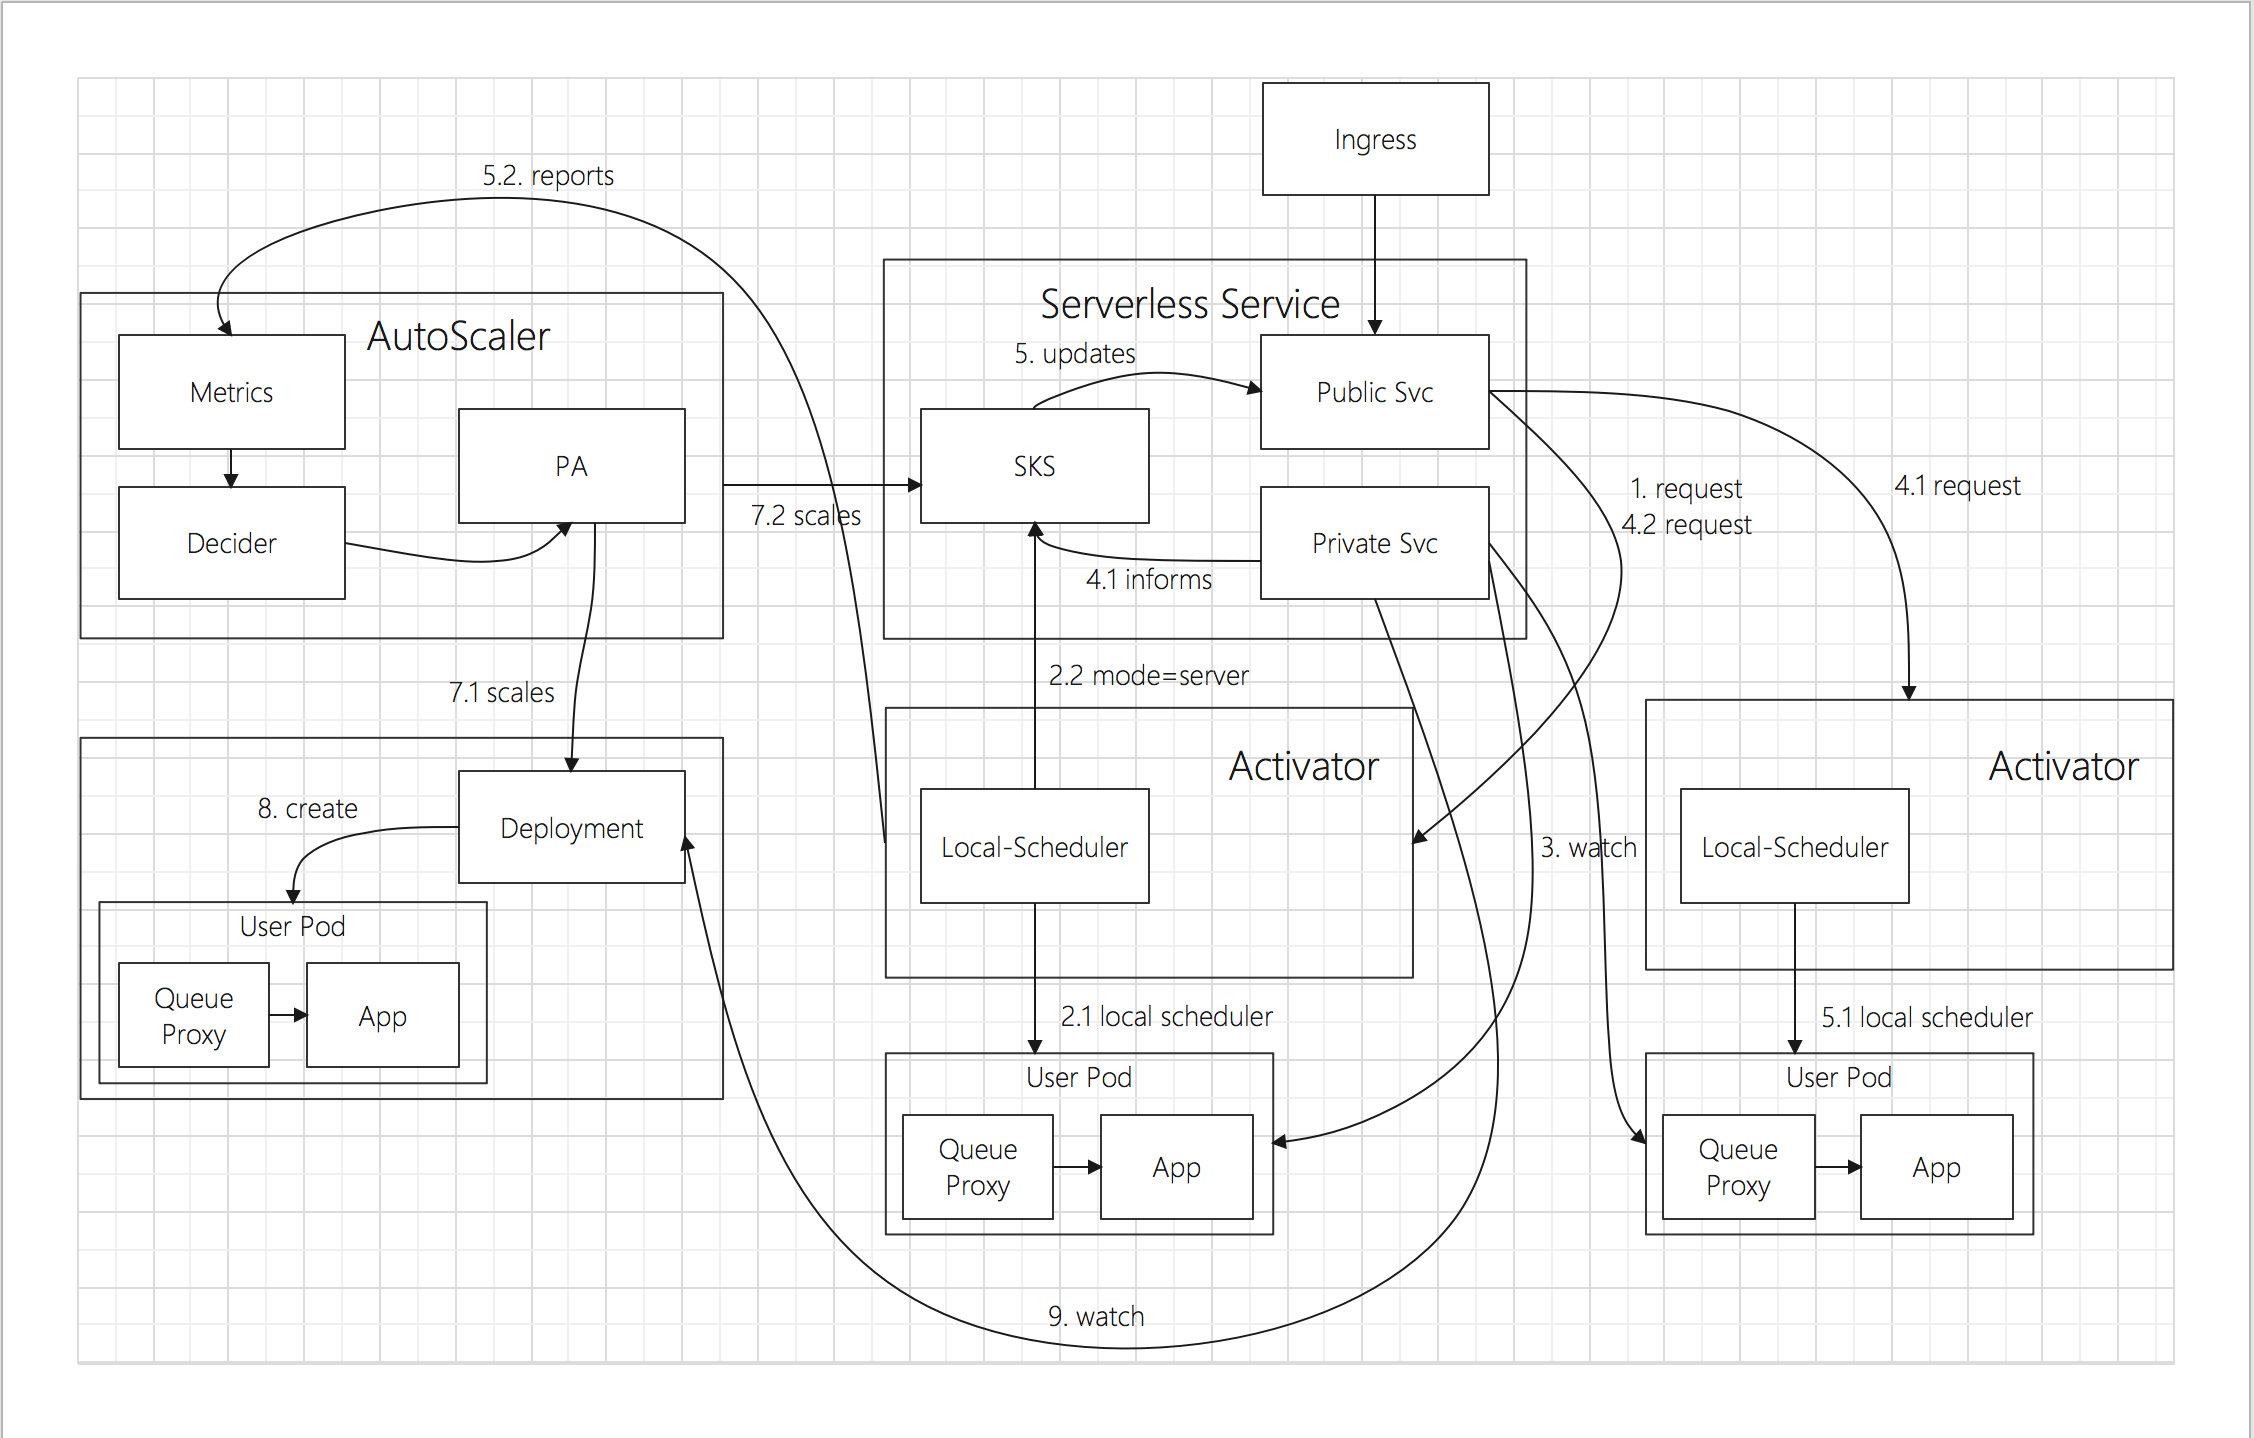 Ingress
5.2. reports
Serverless Service
AutoScaler
5. updates
Metrics
Public Svc
PA
SKS
7.2 scales
1. request
4.2 request
4.1 request
Decider
Private Svc
4.1 informs
2.2 mode=server
7.1 scales
Activator
Activator
8. create
Deployment
Local-Scheduler
3. watch
Local-Scheduler
User Pod
Queue
Proxy
App
2.1 local scheduler
5.1 local scheduler
User Pod
Queue
Proxy
App
User Pod
Queue
Proxy
App
9. watch